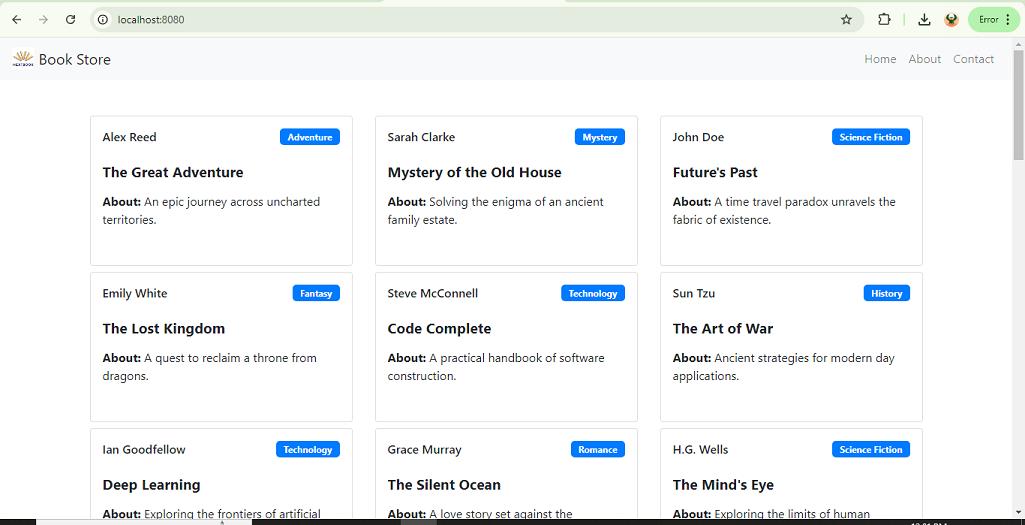 localhost:8080
Error
Book Store
Home About Contact
Alex Reed Adventure
The Great Adventure
About: An epic journey across uncharted
territories.
Sarah Clarke Mystery
Mystery of the Old House
About: Solving the enigma of an ancient
family estate.
John Doe Science Fiction
Future's Past
About: A time travel paradox unravels the
fabric of existence.
Emily White Fantasy
The Lost Kingdom
About: A quest to reclaim a throne from
dragons.
Steve McConnell Technology
Code Complete
About: A practical handbook of software
construction.
Sun Tzu History
The Art of War
About: Ancient strategies for modern day
applications.
Ian Goodfellow Technology
Deep Learning
About: Exploring the frontiers of artificial
Grace Murray Romance
The Silent Ocean
About: A love story set against the
H.G. Wells Science Fiction
The Mind's Eye
About: Exploring the limits of human